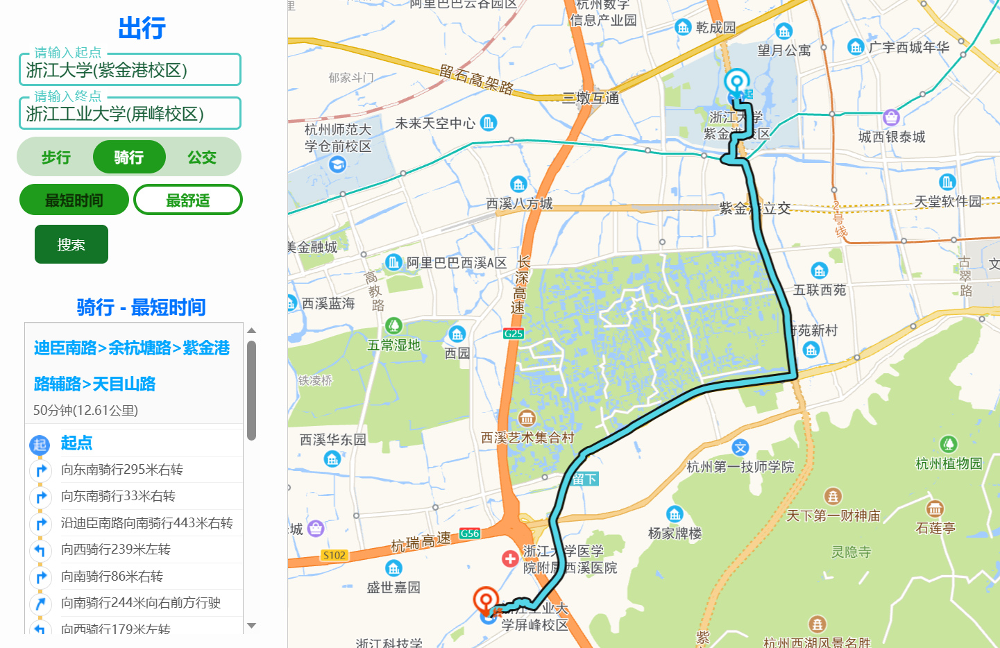 出行
请输入起点
浙江大学(紫金港校区)
请输入终点
浙江工业大学(屏峰校区)
步行
骑行
公交
最短时间
最舒适
搜索
骑行 - 最短时间
迪臣南路>余杭塘路>紫金港
路辅路>天目山路
50分钟(12.61公里)
起
起点
向东南骑行295米右转
向东南骑行33米右转
沿迪臣南路向南骑行443米右转
向西骑行239米左转
向南骑行86米右转
向南骑行244米向右前方行驶
向西骑行179米左转
里
阿里巴巴云谷园区
杭州数字
信息产业园
乾成园
望月公寓
广宇西城年华
郁家斗门
留石高架路
三墩互通
起
浙江大学
紫金港校区
杭州师范大
学仓前校区
未来天空中心
城西银泰城
西溪八方城
紫金港立交
天堂软件园
2号线
美金融城
阿里巴巴西溪A区
长深高速
高教路
古翠路
文
五联西苑
西溪蓝海
G25
五常湿地
西园
府苑新村
铁凌桥
西溪艺术集合村
西溪华东园
文
杭州第一技师学院
杭州植物园
留下
天下第一财神庙
石莲亭
城
G56
杭瑞高速
杨家牌楼
S102
浙江大学医学
院附属西溪医院
灵隐寺
盛世嘉园
终
浙江工业大
学屏峰校区
浙江科技学
紫
杭州西湖风景名胜